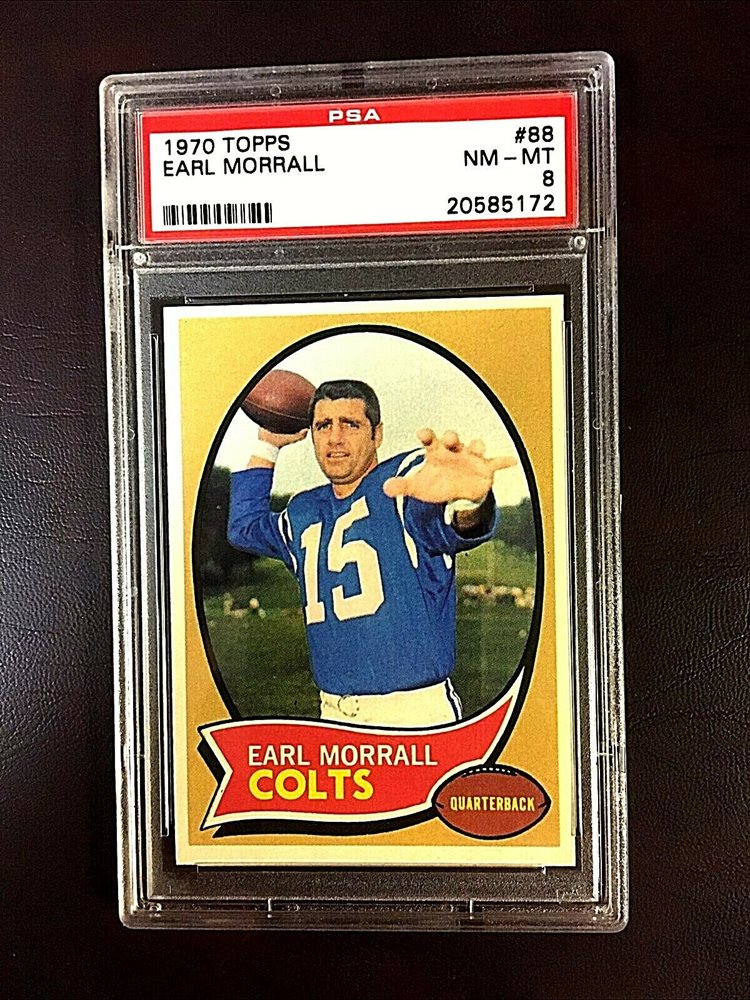 PSA
1970 TOPPS #88
EARL MORRALL NM - MT
8
20585172
15
EARL MORRALL
COLTS
QUARTERBACK